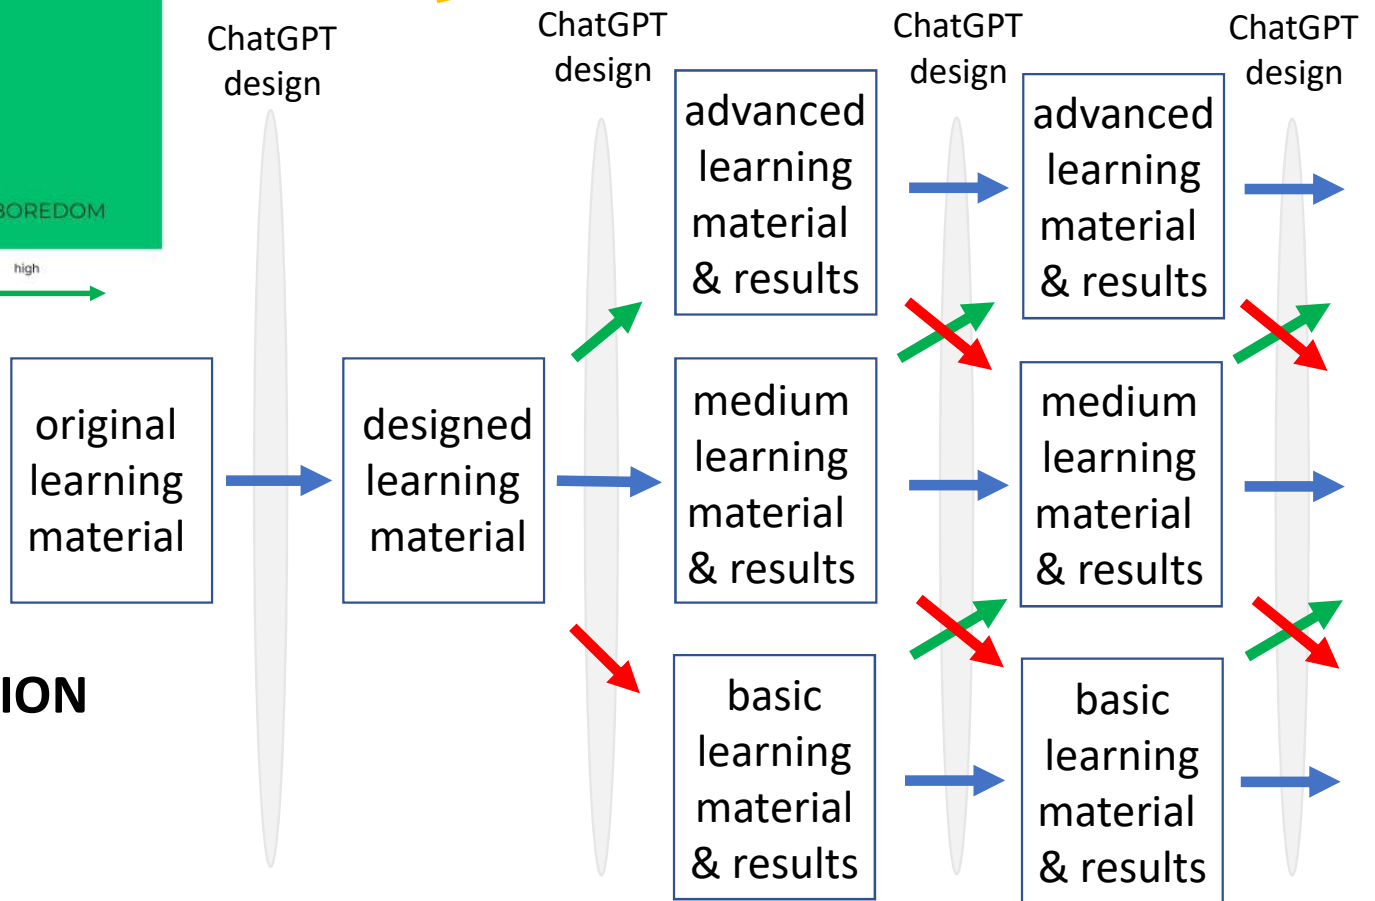 ChatGPT
design
ChatGPT
design
ChatGPT
design
ChatGPT
design
BOREDOM
high
original
learning
material
designed
learning
material
advanced
learning
material
& results
medium
learning
material
& results
basic
learning
material
& results
advanced
learning
material
& results
medium
learning
material
& results
basic
learning
material
& results
ION